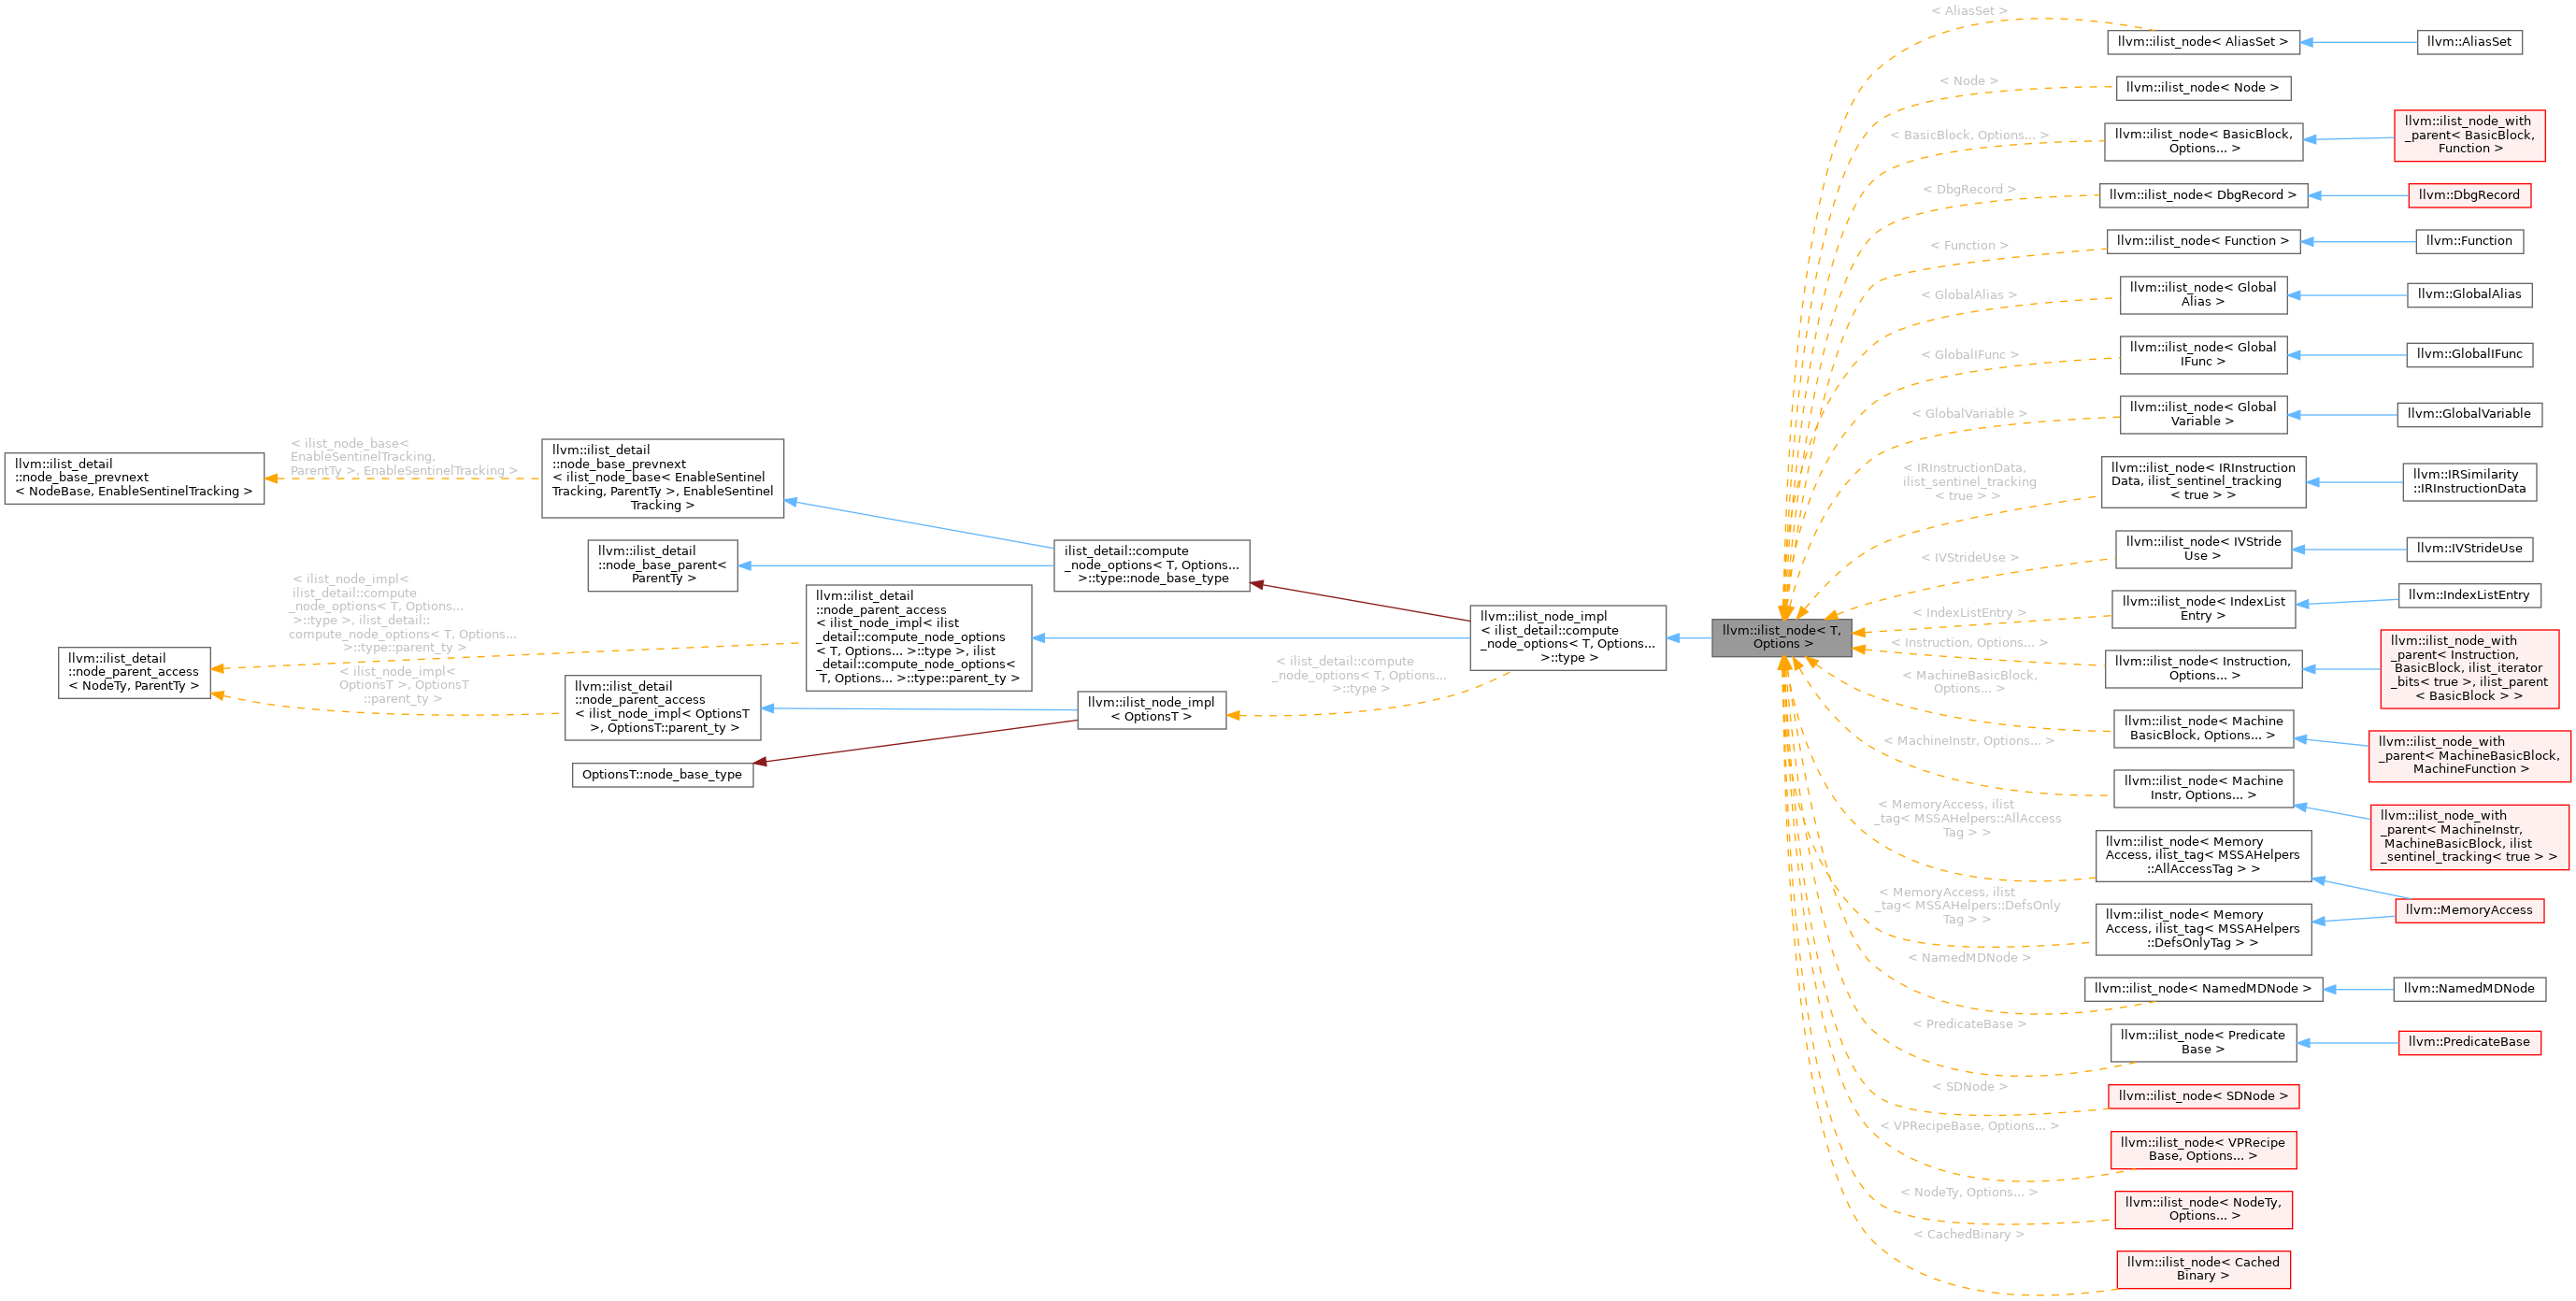 llvm::ilist_detail
::node_base_prevnext
< NodeBase, EnableSentinelTracking >
llvm::ilist_detail
::node_parent_access
< NodeTy, ParentTy >
< ilist_node_base<
EnableSentinelTracking,
ParentTy >, EnableSentinelTracking >
< ilist_node_impl<
ilist_detail::compute
_node_options< T, Options...
>::type >, ilist_detail::
compute_node_options< T, Options...
>::type::parent_ty >
< ilist_node_impl<
OptionsT >, OptionsT
::parent_ty >
llvm::ilist_detail
::node_base_prevnext
< ilist_node_base< EnableSentinel
Tracking, ParentTy >, EnableSentinel
Tracking >
llvm::ilist_detail
::node_base_parent<
ParentTy >
llvm::ilist_detail
::node_parent_access
< ilist_node_impl< OptionsT
>, OptionsT::parent_ty >
OptionsT::node_base_type
llvm::ilist_detail
::node_parent_access
< ilist_node_impl< ilist
_detail::compute_node_options
< T, Options... >::type >, ilist
_detail::compute_node_options<
T, Options... >::type::parent_ty >
ilist_detail::compute
_node_options< T, Options...
>::type::node_base_type
llvm::ilist_node_impl
< OptionsT >
< ilist_detail::compute
_node_options< T, Options...
>::type >
llvm::ilist_node_impl
< ilist_detail::compute
_node_options< T, Options...
>::type >
llvm::ilist_node< T,
Options >
< AliasSet >
llvm::ilist_node< AliasSet >
llvm::AliasSet
< Node >
llvm::ilist_node< Node >
< BasicBlock, Options... >
llvm::ilist_node< BasicBlock,
Options... >
llvm::ilist_node_with
_parent< BasicBlock,
Function >
< DbgRecord >
llvm::ilist_node< DbgRecord >
llvm::DbgRecord
< Function >
llvm::ilist_node< Function >
llvm::Function
< GlobalAlias >
llvm::ilist_node< Global
Alias >
llvm::GlobalAlias
< GlobalIFunc >
llvm::ilist_node< Global
IFunc >
llvm::GlobalIFunc
< GlobalVariable >
llvm::ilist_node< Global
Variable >
llvm::GlobalVariable
< IRInstructionData,
ilist_sentinel_tracking
< true > >
llvm::ilist_node< IRInstruction
Data, ilist_sentinel_tracking
< true > >
llvm::IRSimilarity
::IRInstructionData
< IVStrideUse >
llvm::ilist_node< IVStride
Use >
llvm::IVStrideUse
< IndexListEntry >
llvm::ilist_node< IndexList
Entry >
llvm::IndexListEntry
< Instruction, Options... >
llvm::ilist_node< Instruction,
Options... >
llvm::ilist_node_with
_parent< Instruction,
BasicBlock, ilist_iterator
_bits< true >, ilist_parent
< BasicBlock > >
< MachineBasicBlock,
Options... >
llvm::ilist_node< Machine
BasicBlock, Options... >
llvm::ilist_node_with
_parent< MachineBasicBlock,
MachineFunction >
< MachineInstr, Options... >
llvm::ilist_node< Machine
Instr, Options... >
llvm::ilist_node_with
_parent< MachineInstr,
MachineBasicBlock, ilist
_sentinel_tracking< true > >
< MemoryAccess, ilist
_tag< MSSAHelpers::AllAccess
Tag > >
llvm::ilist_node< Memory
Access, ilist_tag< MSSAHelpers
::AllAccessTag > >
< MemoryAccess, ilist
_tag< MSSAHelpers::DefsOnly
Tag > >
llvm::ilist_node< Memory
Access, ilist_tag< MSSAHelpers
::DefsOnlyTag > >
llvm::MemoryAccess
< NamedMDNode >
llvm::ilist_node< NamedMDNode >
llvm::NamedMDNode
< PredicateBase >
llvm::ilist_node< Predicate
Base >
llvm::PredicateBase
< SDNode >
llvm::ilist_node< SDNode >
< VPRecipeBase, Options... >
llvm::ilist_node< VPRecipe
Base, Options... >
< NodeTy, Options... >
llvm::ilist_node< NodeTy,
Options... >
< CachedBinary >
llvm::ilist_node< Cached
Binary >